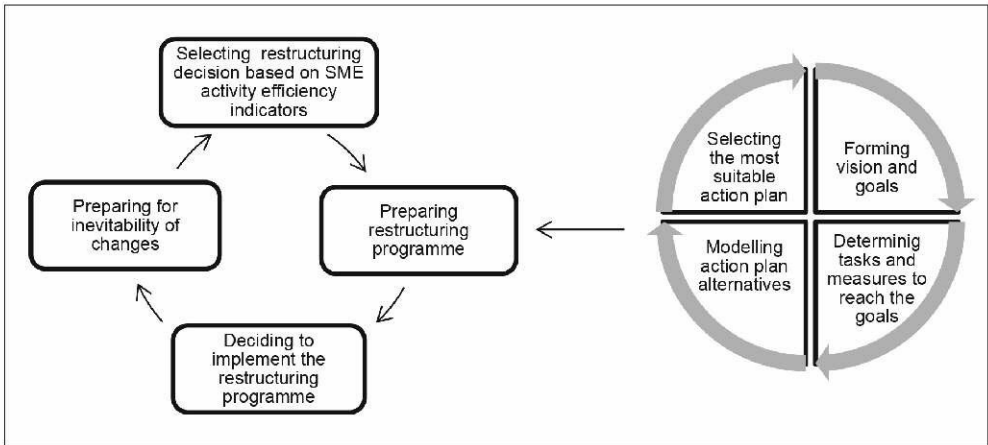 Selecting restructuring
decision based on SME
activity efficiency
indicators
Preparing for
inevitability of
changes
Preparing
restructuring
programme
Deciding to
implement the
restructuring
programme
Selecting
the most
suitable
action plan
Forming
vision and
goals
Modelling
action plan
alternatives
Determinig
tasks and
measures to
reach the
goals